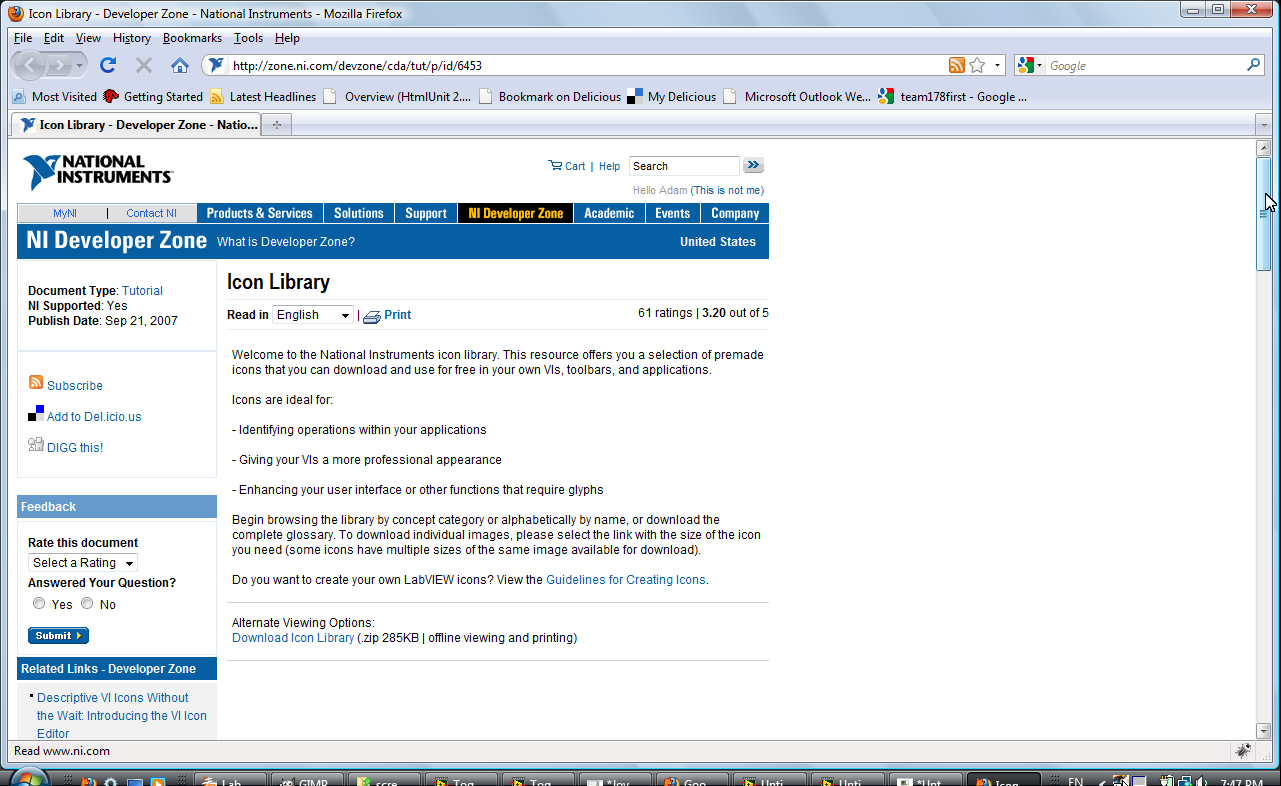 Icon Library - Developer Zone - National Instruments - Mozilla Firefox
File Edit View History Bookmarks Tools Help
http://zone.ni.com/devzone/cda/tut/p/id/6453 Google
Most Visited Getting Started Latest Headlines Overview (HtmlUnit 2.... Bookmark on Delicious My Delicious Microsoft Outlook We... team178first - Google ...
Icon Library - Developer Zone - Natio...
NATIONAL
INSTRUMENTS™
Cart | Help Search
Hello Adam (This is not me)
MyNI | Contact NI Products & Services Solutions Support NI Developer Zone Academic Events Company
NI Developer Zone What is Developer Zone? United States
Document Type: Tutorial
NI Supported: Yes
Publish Date: Sep 21, 2007
Subscribe
Add to Del.icio.us
DIGG this!
Feedback
Rate this document
Select a Rating
Answered Your Question?
Yes No
Submit
Related Links - Developer Zone
Descriptive VI Icons Without
the Wait: Introducing the VI Icon
Editor
Icon Library
Read in English | Print 61 ratings | 3.20 out of 5
Welcome to the National Instruments icon library. This resource offers you a selection of premade
icons that you can download and use for free in your own VIs, toolbars, and applications.
Icons are ideal for:
- Identifying operations within your applications
- Giving your VIs a more professional appearance
- Enhancing your user interface or other functions that require glyphs
Begin browsing the library by concept category or alphabetically by name, or download the
complete glossary. To download individual images, please select the link with the size of the icon
you need (some icons have multiple sizes of the same image available for download).
Do you want to create your own LabVIEW icons? View the Guidelines for Creating Icons.
Alternate Viewing Options:
Download Icon Library (.zip 285KB | offline viewing and printing)
Read www.ni.com
Lab... GIMP scre... Tog... Tog... Goo... Unti... Unti... *Unt... Icon... EN 7:47 PM